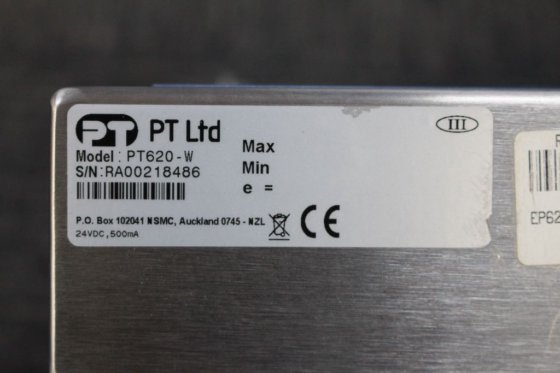 PT PT Ltd
Model: PT620-W
S/N:RA00218486
Max
Min
e =
III
P.O. Box 102041 NSMC, Auckland 0745 - NZL
24VDC, 500mA
CE
EP62